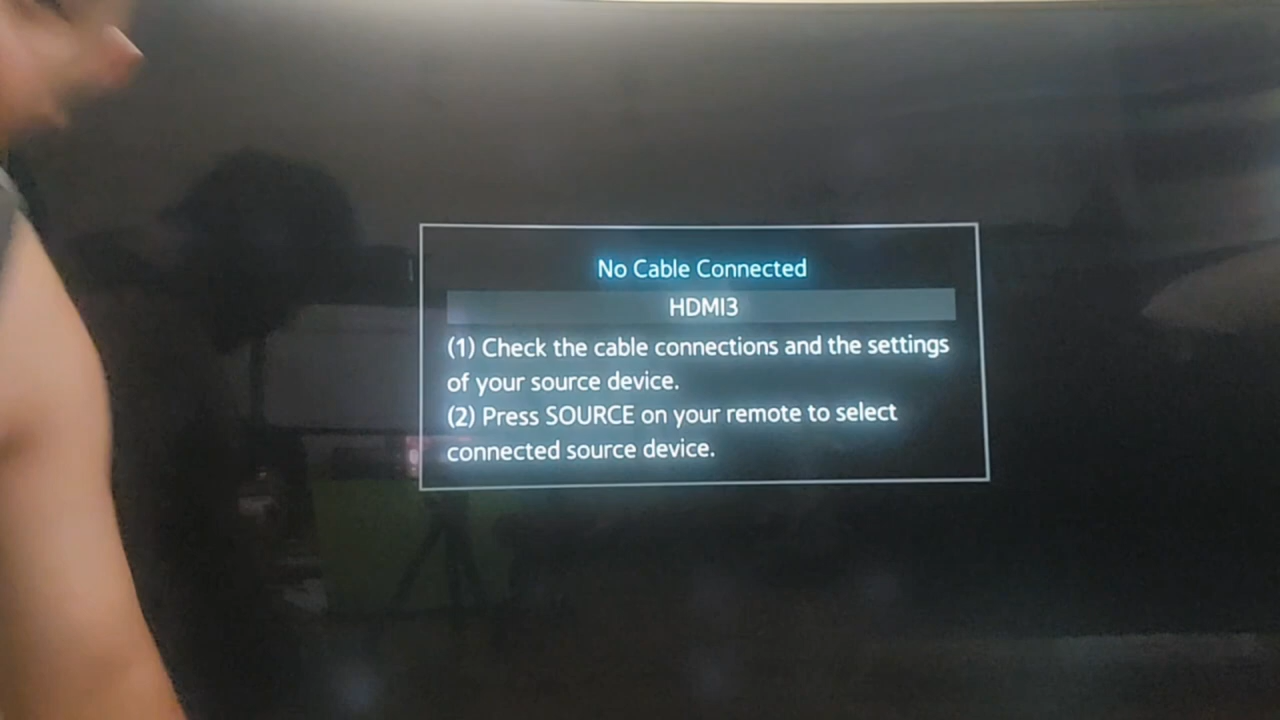 No Cable Connected
HDMI3
(1) Check the cable connections and the settings
of your source device.
(2) Press SOURCE on your remote to select
connected source device.